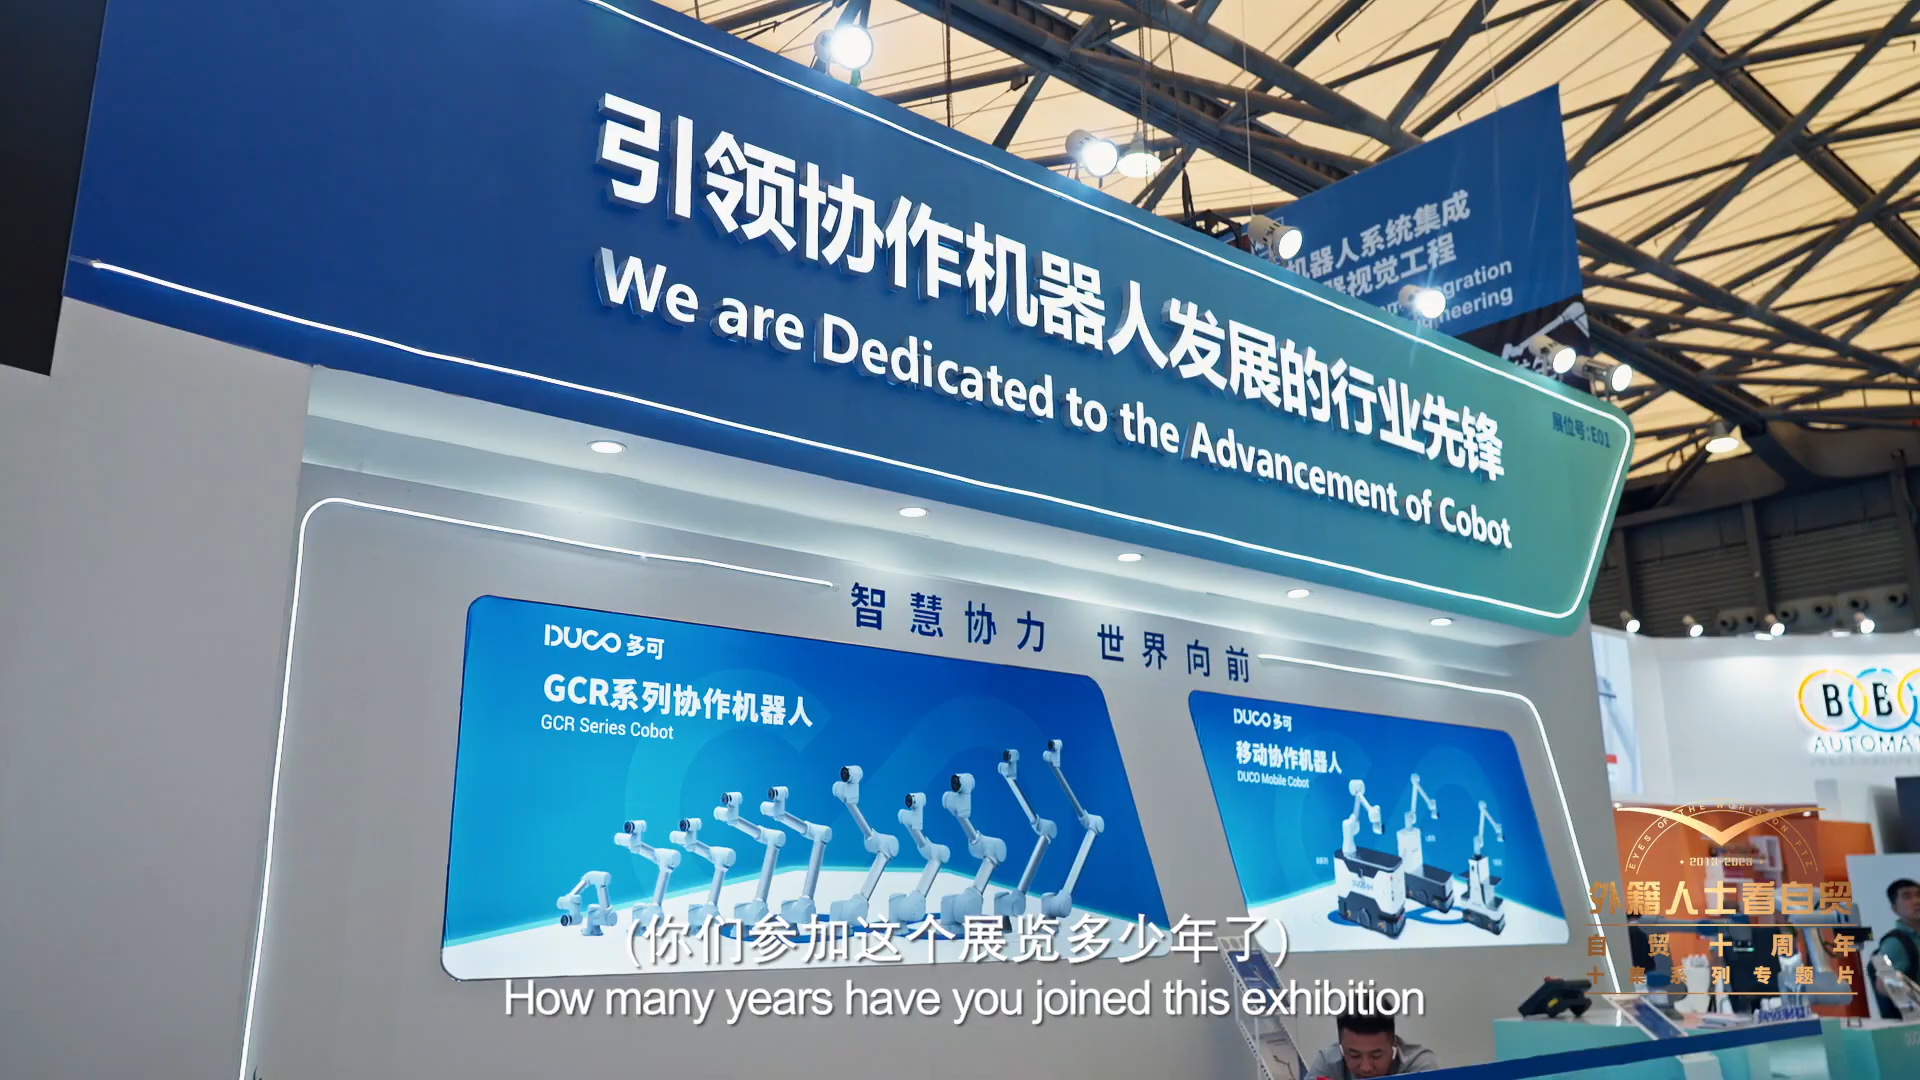 引领协作机器人发展的行业先锋
We are Dedicated to the Advancement of Cobot
展位号:E01
机器人系统集成
视觉工程
智慧协力 世界向前
DUCO 多可
GCR系列协作机器人
GCR Series Cobot
DUCO 多可
移动协作机器人
DUCO Mobile Cobot
EYES OF THE WORLD ON PITZ
2013-2023
外籍人士看自贸
自贸十周年
十集系列专题片
(你们参加这个展览多少年了)
How many years have you joined this exhibition